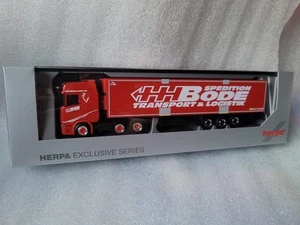 SPEDITION
BODE
TRANSPORT & LOGISTIK
herpa
HERPA EXCLUSIVE SERIES